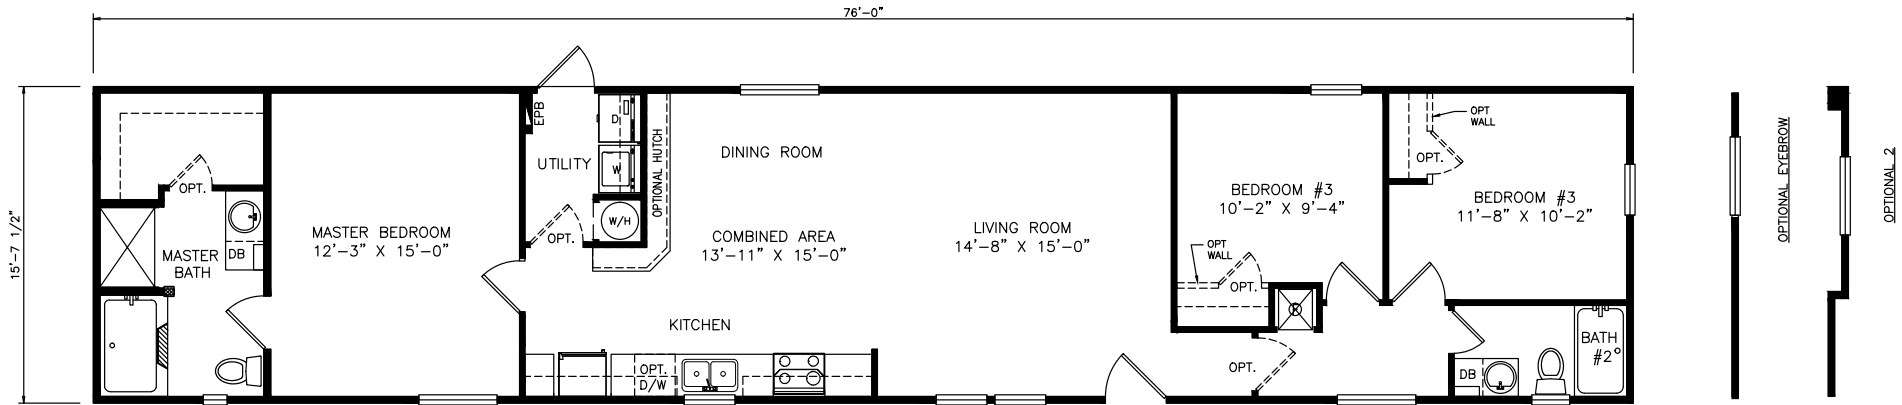 76'-0"
15'-7 1/2"
OPT.
MASTER
BATH
DB
MASTER BEDROOM
12'-3" X 15'-0"
EPB
D
W
UTILITY
W/H
OPT.
OPTIONAL HUTCH
DINING ROOM
COMBINED AREA
13'-11" X 15'-0"
KITCHEN
OPT.
D/W
LIVING ROOM
14'-8" X 15'-0"
BEDROOM #3
10'-2" X 9'-4"
OPT
WALL
OPT.
OPT.
OPT
WALL
OPT.
BEDROOM #3
11'-8" X 10'-2"
DB
BATH
#2
OPTIONAL EYEBROW
OPTIONAL 2